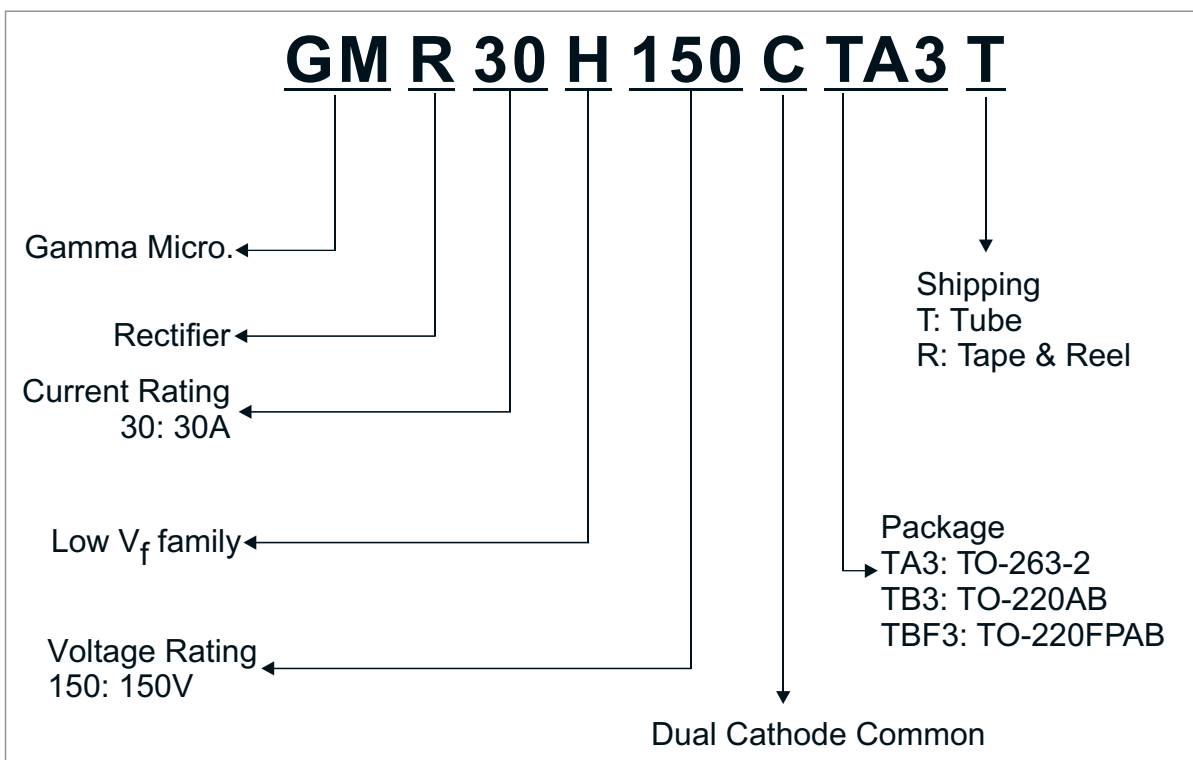 GM R 30 H 150 C TA3 T
Gamma Micro.
Rectifier
Current Rating
30: 30A
Low Vf family
Voltage Rating
150: 150V
Shipping
T: Tube
R: Tape & Reel
Package
TA3: TO-263-2
TB3: TO-220AB
TBF3: TO-220FPAB
Dual Cathode Common